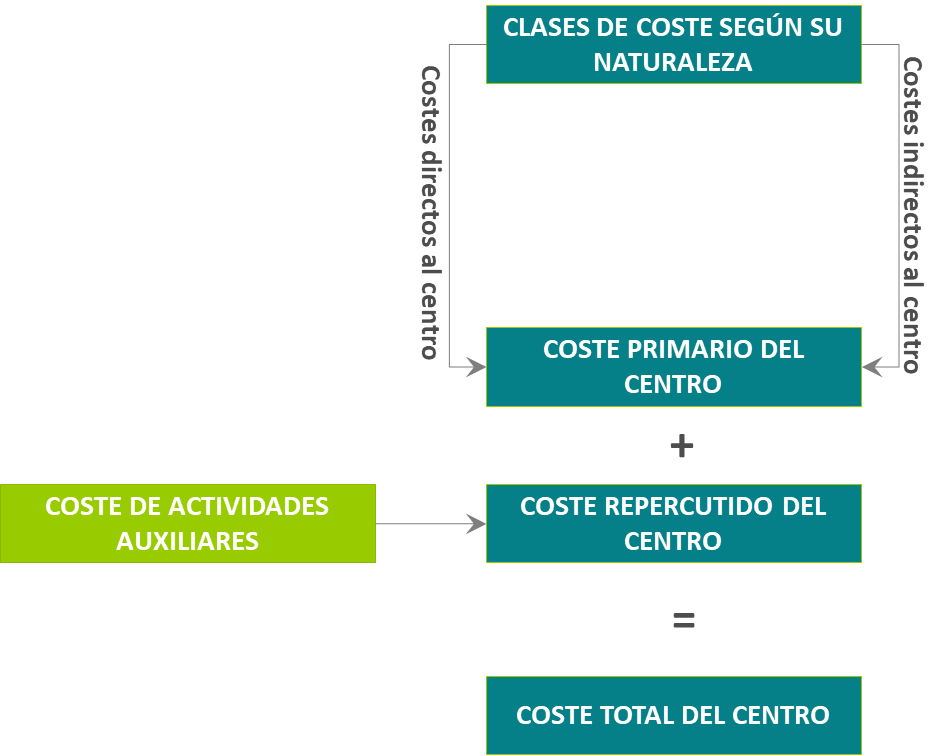 CLASES DE COSTE SEGÚN SU
NATURALEZA
Costes directos al centro
Costes indirectos al centro
COSTE PRIMARIO DEL
CENTRO
+
COSTE DE ACTIVIDADES
AUXILIARES
COSTE REPERCUTIDO DEL
CENTRO
=
COSTE TOTAL DEL CENTRO